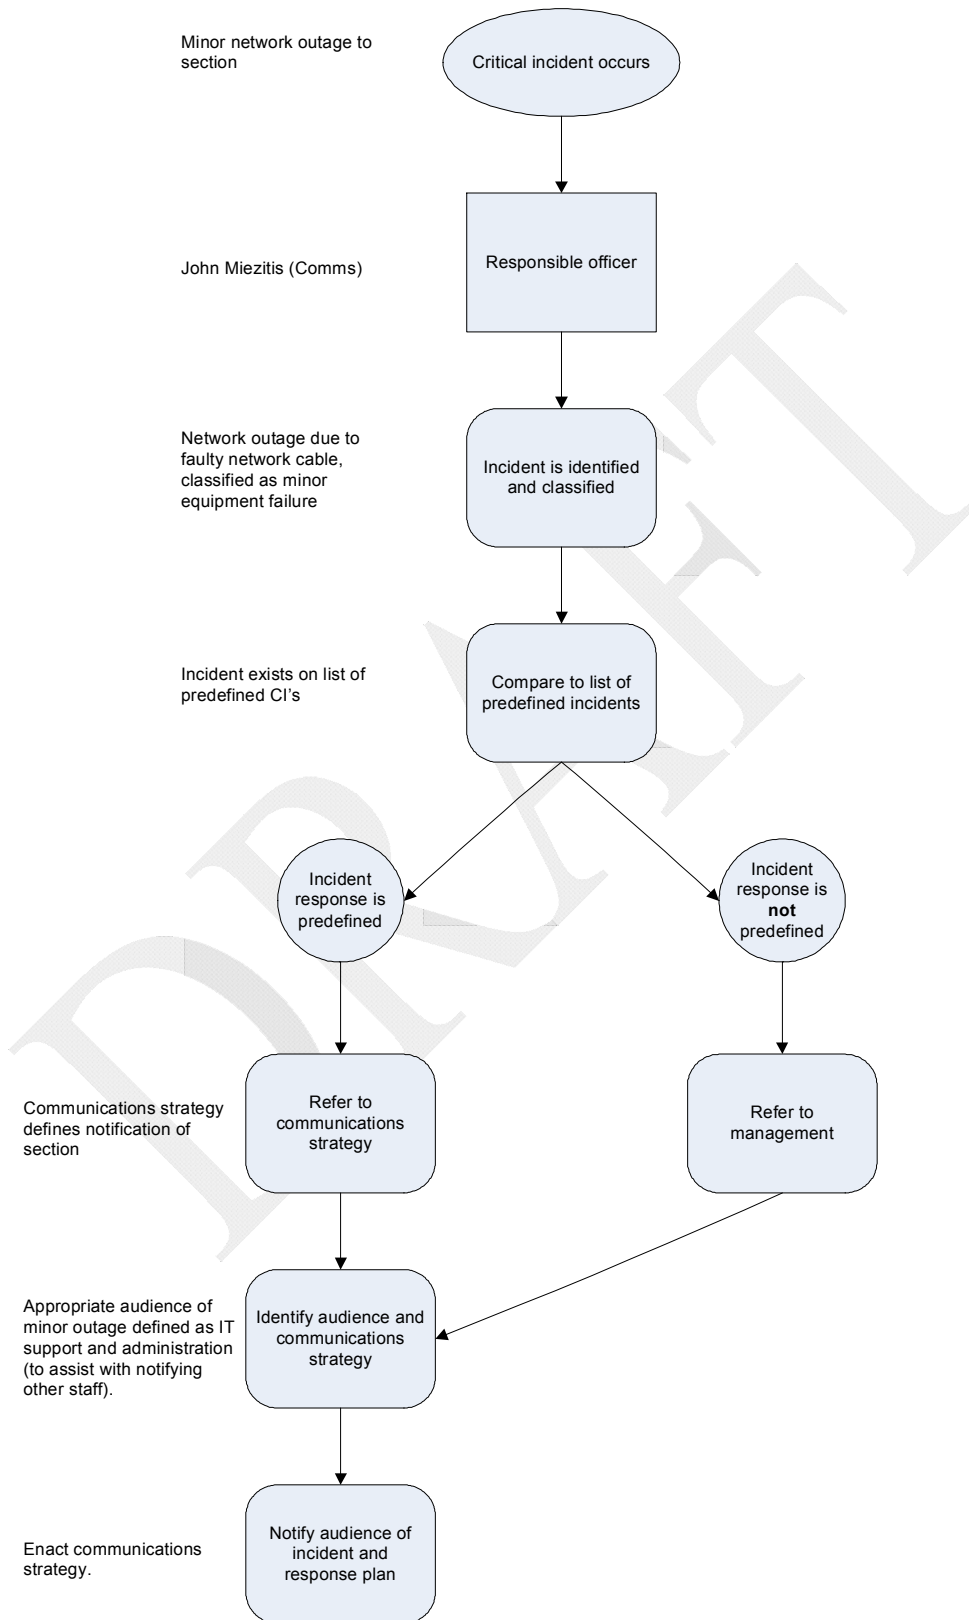 Minor network outage to
section
Critical incident occurs
John Miezitis (Comms)
Responsible officer
Network outage due to
faulty network cable,
classified as minor
equipment failure
Incident is identified
and classified
Incident exists on list of
predefined CI's
Compare to list of
predefined incidents
Incident
response is
predefined
Incident
response is
not
predefined
Communications strategy
defines notification of
section
Refer to
communications
strategy
Refer to
management
Appropriate audience of
minor outage defined as IT
support and administration
(to assist with notifying
other staff).
Identify audience and
communications
strategy
Enact communications
strategy.
Notify audience of
incident and
response plan
DRAFT